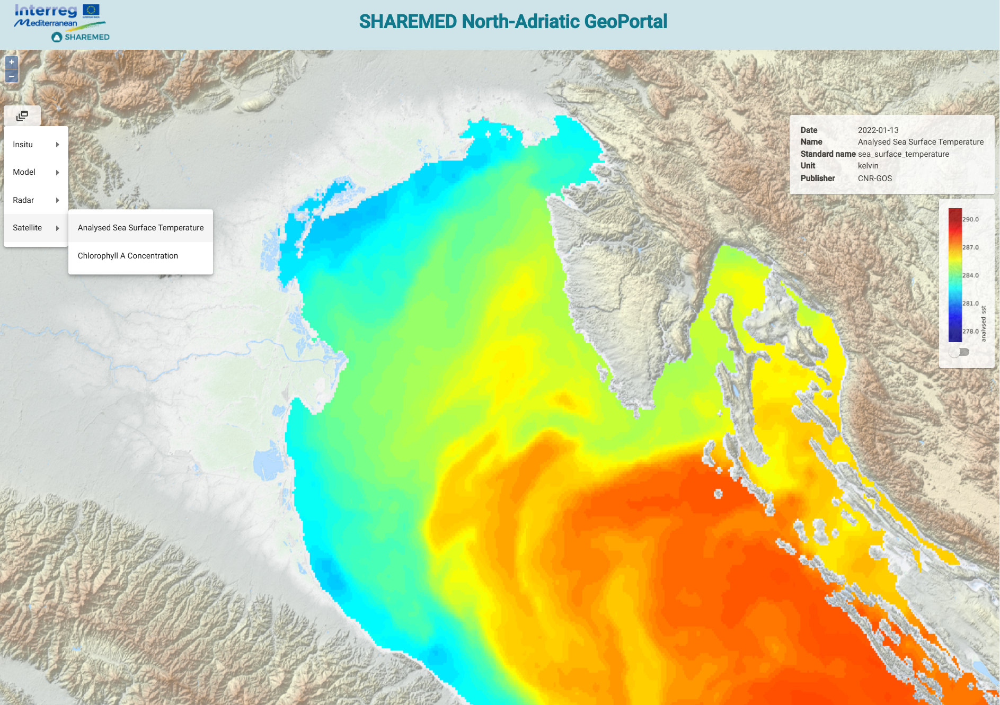 Interreg
EUROPEAN UNION
Mediterranean
SHAREMED
SHAREMED North-Adriatic GeoPortal
+
−
Insitu
Model
Radar
Satellite
Analysed Sea Surface Temperature
Chlorophyll A Concentration
Date 2022-01-13
Name Analysed Sea Surface Temperature
Standard name sea_surface_temperature
Unit kelvin
Publisher CNR-GOS
290.0
287.0
284.0
281.0
278.0
analysed sst